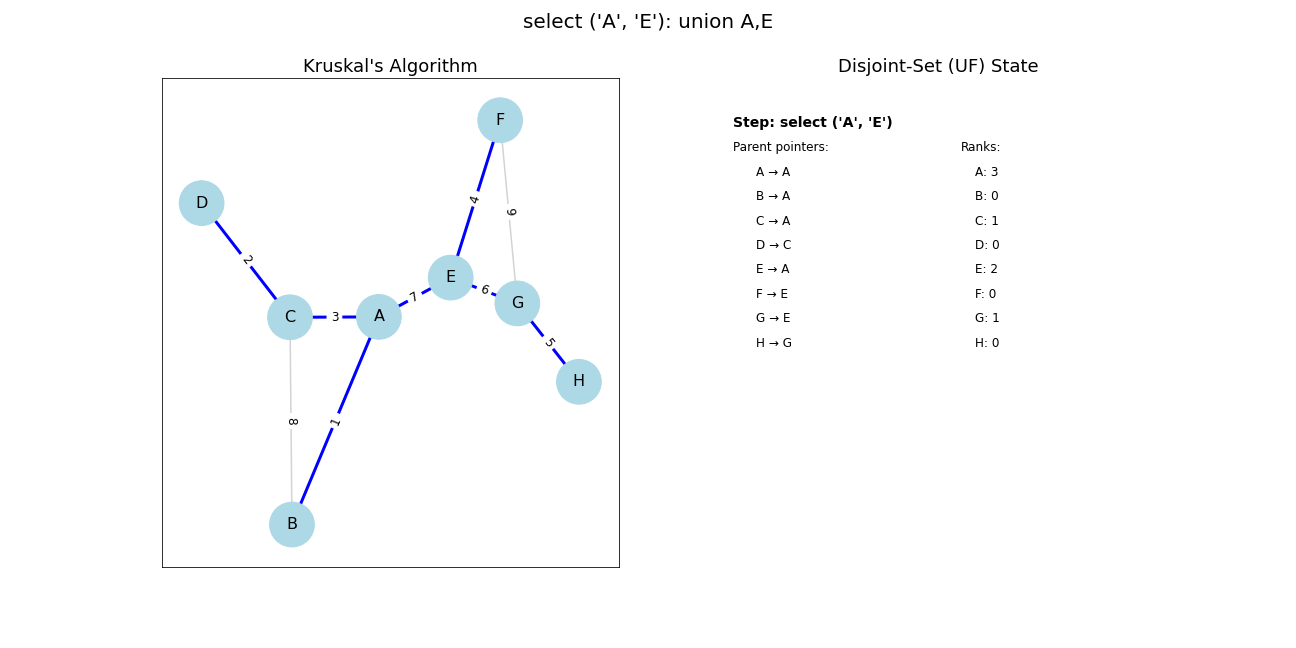 select ('A', 'E'): union A,E
Kruskal's Algorithm
F
D
4
9
2
E
6
G
7
C
3
A
5
H
8
1
B
Disjoint-Set (UF) State
Step: select ('A', 'E')
Parent pointers: Ranks:
A → A A: 3
B → A B: 0
C → A C: 1
D → C D: 0
E → A E: 2
F → E F: 0
G → E G: 1
H → G H: 0